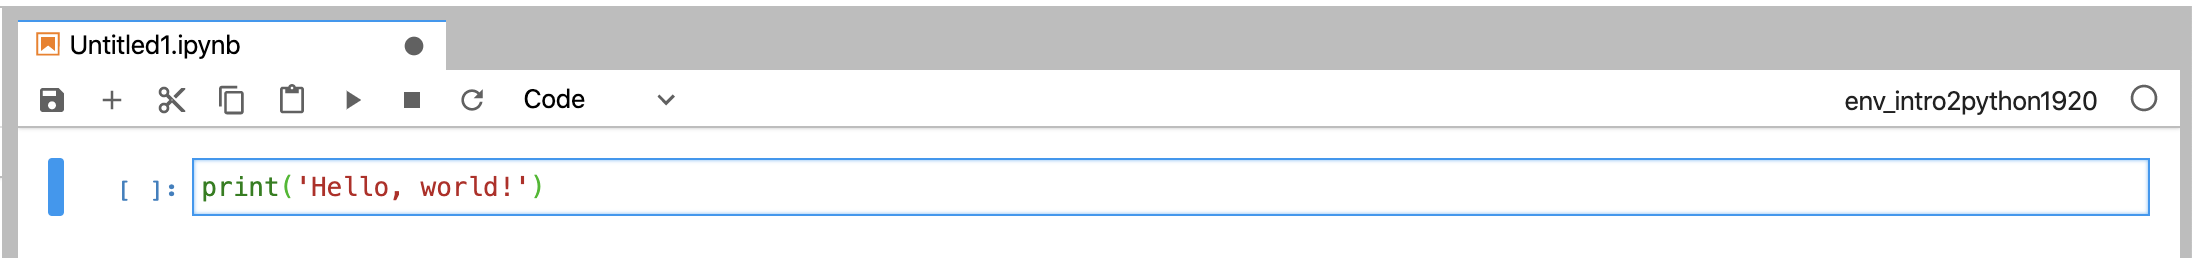 Untitled1.ipynb
Code env_intro2python1920
[ ]: print('Hello, world!')